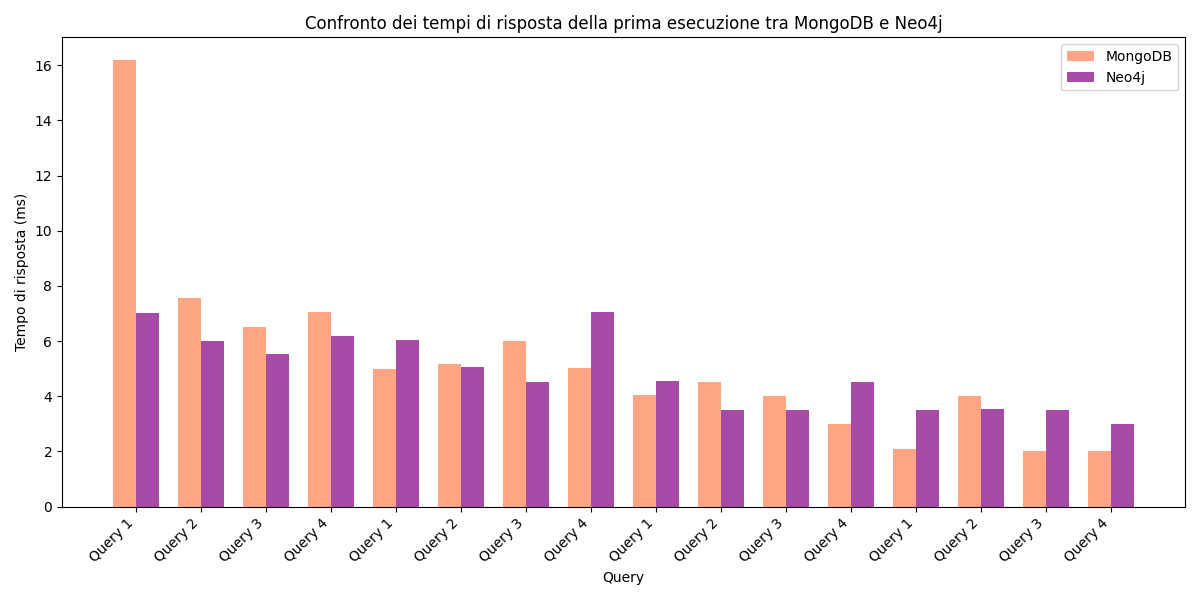 Confronto dei tempi di risposta della prima esecuzione tra MongoDB e Neo4j
MongoDB
Neo4j
Tempo di risposta (ms)
16
14
12
10
8
6
4
2
0
Query 1
Query 2
Query 3
Query 4
Query 1
Query 2
Query 3
Query 4
Query 1
Query 2
Query 3
Query 4
Query 1
Query 2
Query 3
Query 4
Query